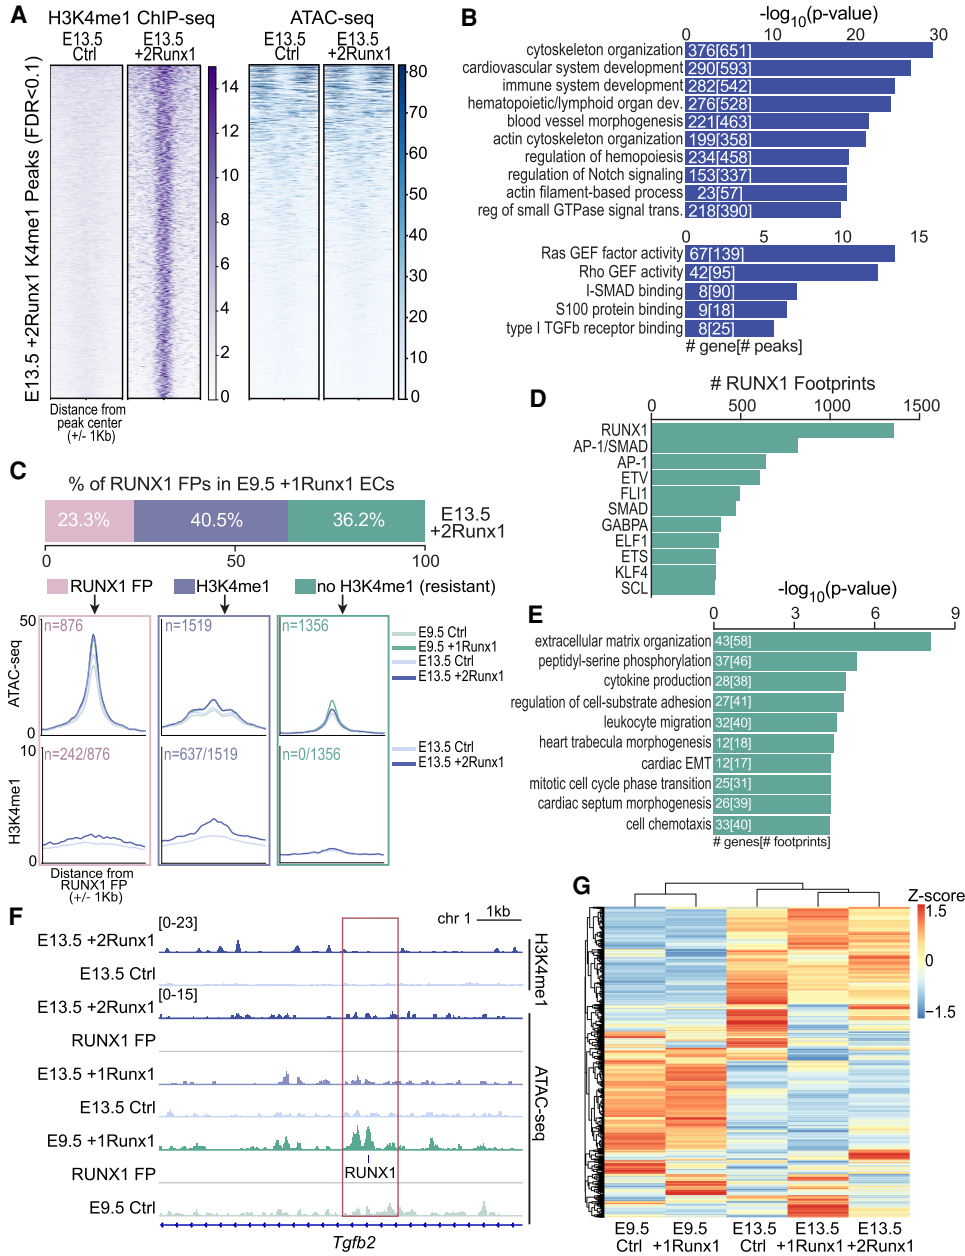 A
H3K4me1 ChIP-seq
E13.5 Ctrl
E13.5 +2Runx1
ATAC-seq
E13.5 Ctrl
E13.5 +2Runx1
E13.5 +2Runx1 K4me1 Peaks (FDR<0.1)
14
12
10
8
6
4
2
0
80
70
60
50
40
30
20
10
0
Distance from
peak center
(+/- 1Kb)
B
-log10(p-value)
0 10 20 30
cytoskeleton organization 376[651]
cardiovascular system development 290[593]
immune system development 282[542]
hematopoietic/lymphoid organ dev. 276[528]
blood vessel morphogenesis 221[463]
actin cytoskeleton organization 199[358]
regulation of hemopoiesis 234[458]
regulation of Notch signaling 153[337]
actin filament-based process 23[57]
reg of small GTPase signal trans. 218[390]
0 5 10 15
Ras GEF factor activity 67[139]
Rho GEF activity 42[95]
I-SMAD binding 8[90]
S100 protein binding 9[18]
type I TGFb receptor binding 8[25]
# gene[# peaks]
C
% of RUNX1 FPs in E9.5 +1Runx1 ECs
23.3% 40.5% 36.2%
E13.5
+2Runx1
0 50 100
RUNX1 FP H3K4me1 no H3K4me1 (resistant)
ATAC-seq
50
0
n=876
n=1519
n=1356
E9.5 Ctrl
E9.5 +1Runx1
E13.5 Ctrl
E13.5 +2Runx1
H3K4me1
10
0
n=242/876
n=637/1519
n=0/1356
E13.5 Ctrl
E13.5 +2Runx1
Distance from
RUNX1 FP
(+/- 1Kb)
D
# RUNX1 Footprints
0 500 1000 1500
RUNX1
AP-1/SMAD
AP-1
ETV
FLI1
SMAD
GABPA
ELF1
ETS
KLF4
SCL
E
-log10(p-value)
0 3 6 9
extracellular matrix organization 43[58]
peptidyl-serine phosphorylation 37[46]
cytokine production 28[38]
regulation of cell-substrate adhesion 27[41]
leukocyte migration 32[40]
heart trabecula morphogenesis 12[18]
cardiac EMT 12[17]
mitotic cell cycle phase transition 25[31]
cardiac septum morphogenesis 26[39]
cell chemotaxis 33[40]
# genes[# footprints]
F
[0-23]
chr 1 1kb
E13.5 +2Runx1
E13.5 Ctrl
H3K4me1
[0-15]
E13.5 +2Runx1
RUNX1 FP
E13.5 +1Runx1
E13.5 Ctrl
E9.5 +1Runx1
RUNX1
RUNX1 FP
E9.5 Ctrl
ATAC-seq
Tgfb2
G
Z-score
1.5
0
−1.5
E9.5 Ctrl
E9.5 +1Runx1
E13.5 Ctrl
E13.5 +1Runx1
E13.5 +2Runx1